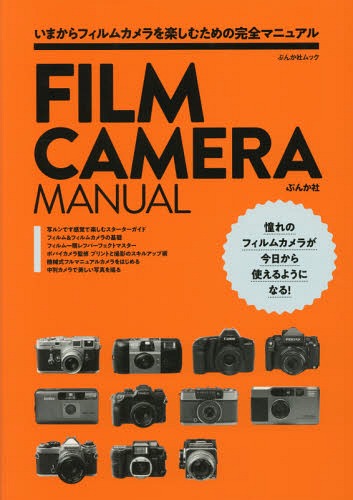 いまからフィルムカメラを楽しむための完全マニュアル
ぶんか社ムック
FILM
CAMERA
MANUAL
ぶんか社
写ルンです感覚で楽しむスターターガイド
フィルム&フィルムカメラの基礎
フィルム一眼レフパーフェクトマスター
ポパイカメラ監修 プリントと撮影のスキルアップ術
機械式フルマニュアルカメラをはじめる
中判カメラで美しい写真を撮る
憧れの
フィルムカメラが
今日から
使えるように
なる!
Canon
PENTAX